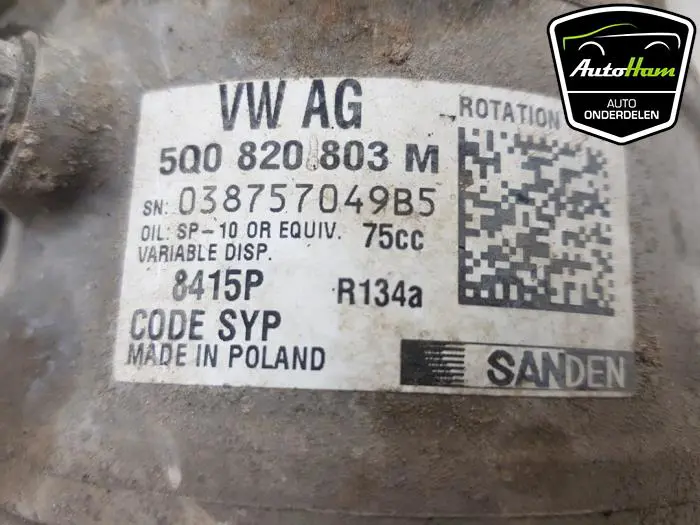 AutoHam
AUTO
ONDERDELEN
VW AG
ROTATION
5Q0 820 803 M
SN: 038757049B5
OIL: SP-10 OR EQUIV. 75cc
VARIABLE DISP.
8415P R134a
CODE SYP
MADE IN POLAND
SANDEN